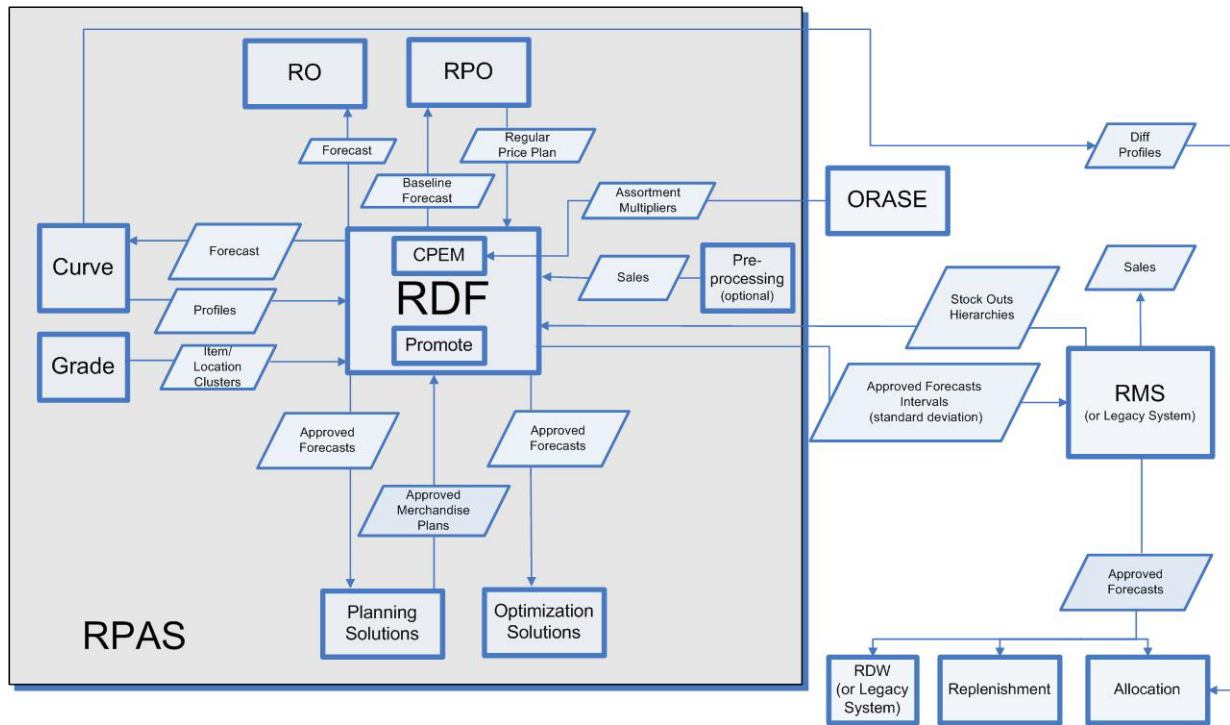 RO
RPO
Forecast
Regular
Price Plan
Diff
Profiles
Baseline
Forecast
Assortment
Multipliers
ORASE
Curve
Forecast
CPEM
RDF
Promote
Sales
Pre-
processing
(optional)
Profiles
Stock Outs
Hierarchies
Sales
Grade
Item/
Location
Clusters
Approved Forecasts
Intervals
(standard deviation)
RMS
(or Legacy System)
Approved
Forecasts
Approved
Forecasts
Approved
Merchandise
Plans
Approved
Forecasts
Planning
Solutions
Optimization
Solutions
RPAS
RDW
(or Legacy
System)
Replenishment
Allocation